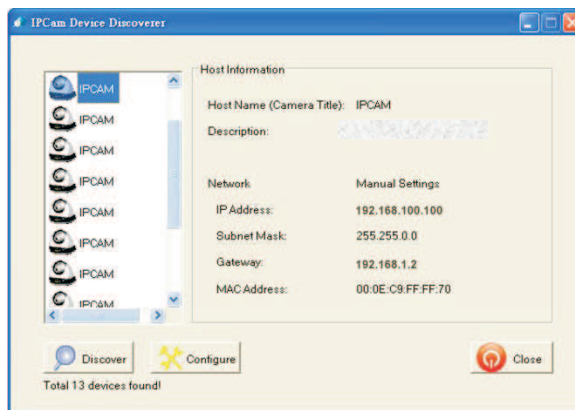 IPCam Device Discoverer
IPCAM
IPCAM
IPCAM
IPCAM
IPCAM
IPCAM
IPCAM
IPCAM
Host Information
Host Name (Camera Title): IPCAM
Description:
Network Manual Settings
IP Address: 192.168.100.100
Subnet Mask: 255.255.0.0
Gateway: 192.168.1.2
MAC Address: 00:0E:C9:FF:FF:70
Discover
Configure
Close
Total 13 devices found!